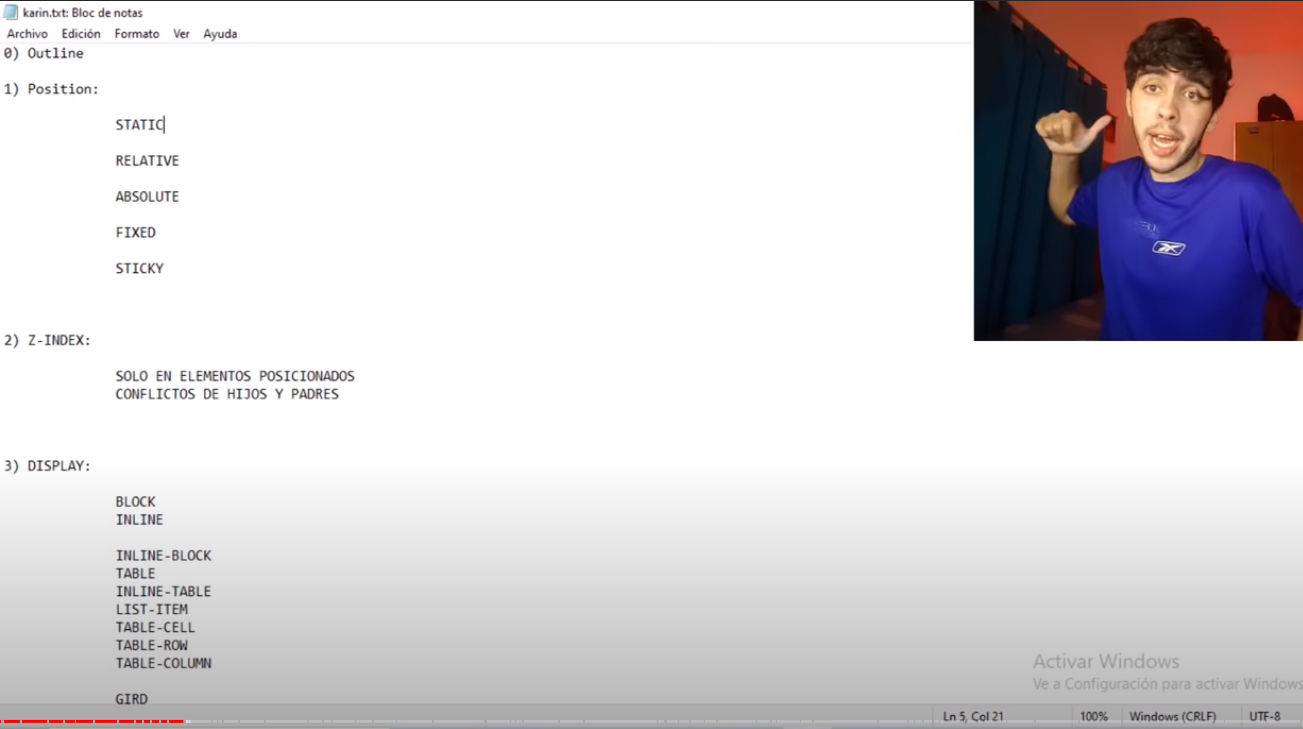 karin.txt: Bloc de notas
Archivo Edición Formato Ver Ayuda
0) Outline
1) Position:
STATIC
RELATIVE
ABSOLUTE
FIXED
STICKY
2) Z-INDEX:
SOLO EN ELEMENTOS POSICIONADOS
CONFLICTOS DE HIJOS Y PADRES
3) DISPLAY:
BLOCK
INLINE
INLINE-BLOCK
TABLE
INLINE-TABLE
LIST-ITEM
TABLE-CELL
TABLE-ROW
TABLE-COLUMN
GIRD
Activar Windows
Ve a Configuración para activar Windows
Ln 5, Col 21 100% Windows (CRLF) UTF-8